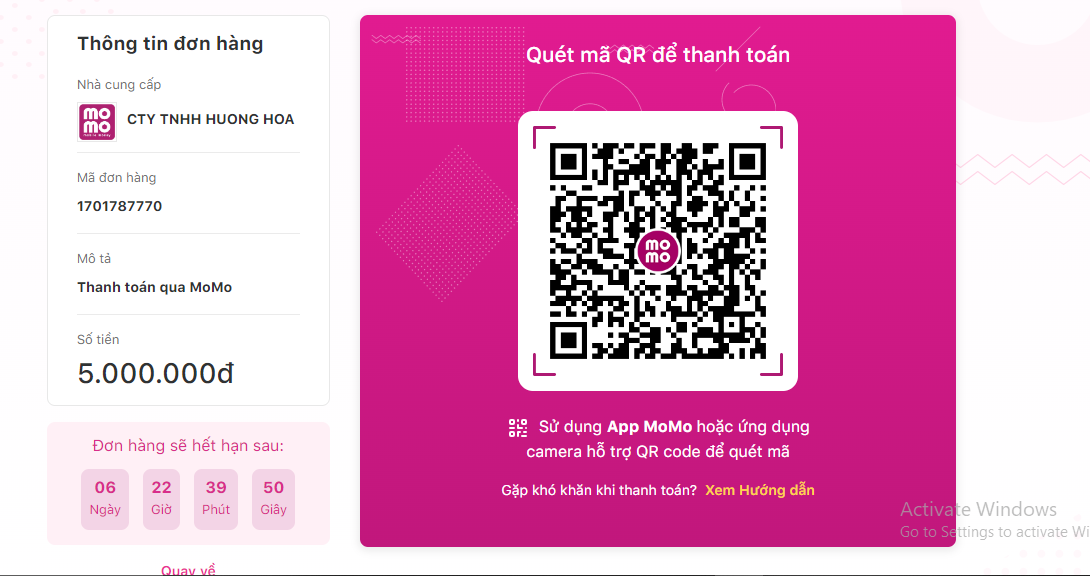 Thông tin đơn hàng
Nhà cung cấp
mo
mo
CTY TNHH HUONG HOA
Mã đơn hàng
1701787770
Mô tả
Thanh toán qua MoMo
Số tiền
5.000.000đ
Đơn hàng sẽ hết hạn sau:
06 22 39 50
Ngày Giờ Phút Giây
Quay về
Quét mã QR để thanh toán
mo
mo
Sử dụng App MoMo hoặc ứng dụng
camera hỗ trợ QR code để quét mã
Gặp khó khăn khi thanh toán? Xem Hướng dẫn
Activate Windows
Go to Settings to activate Wi